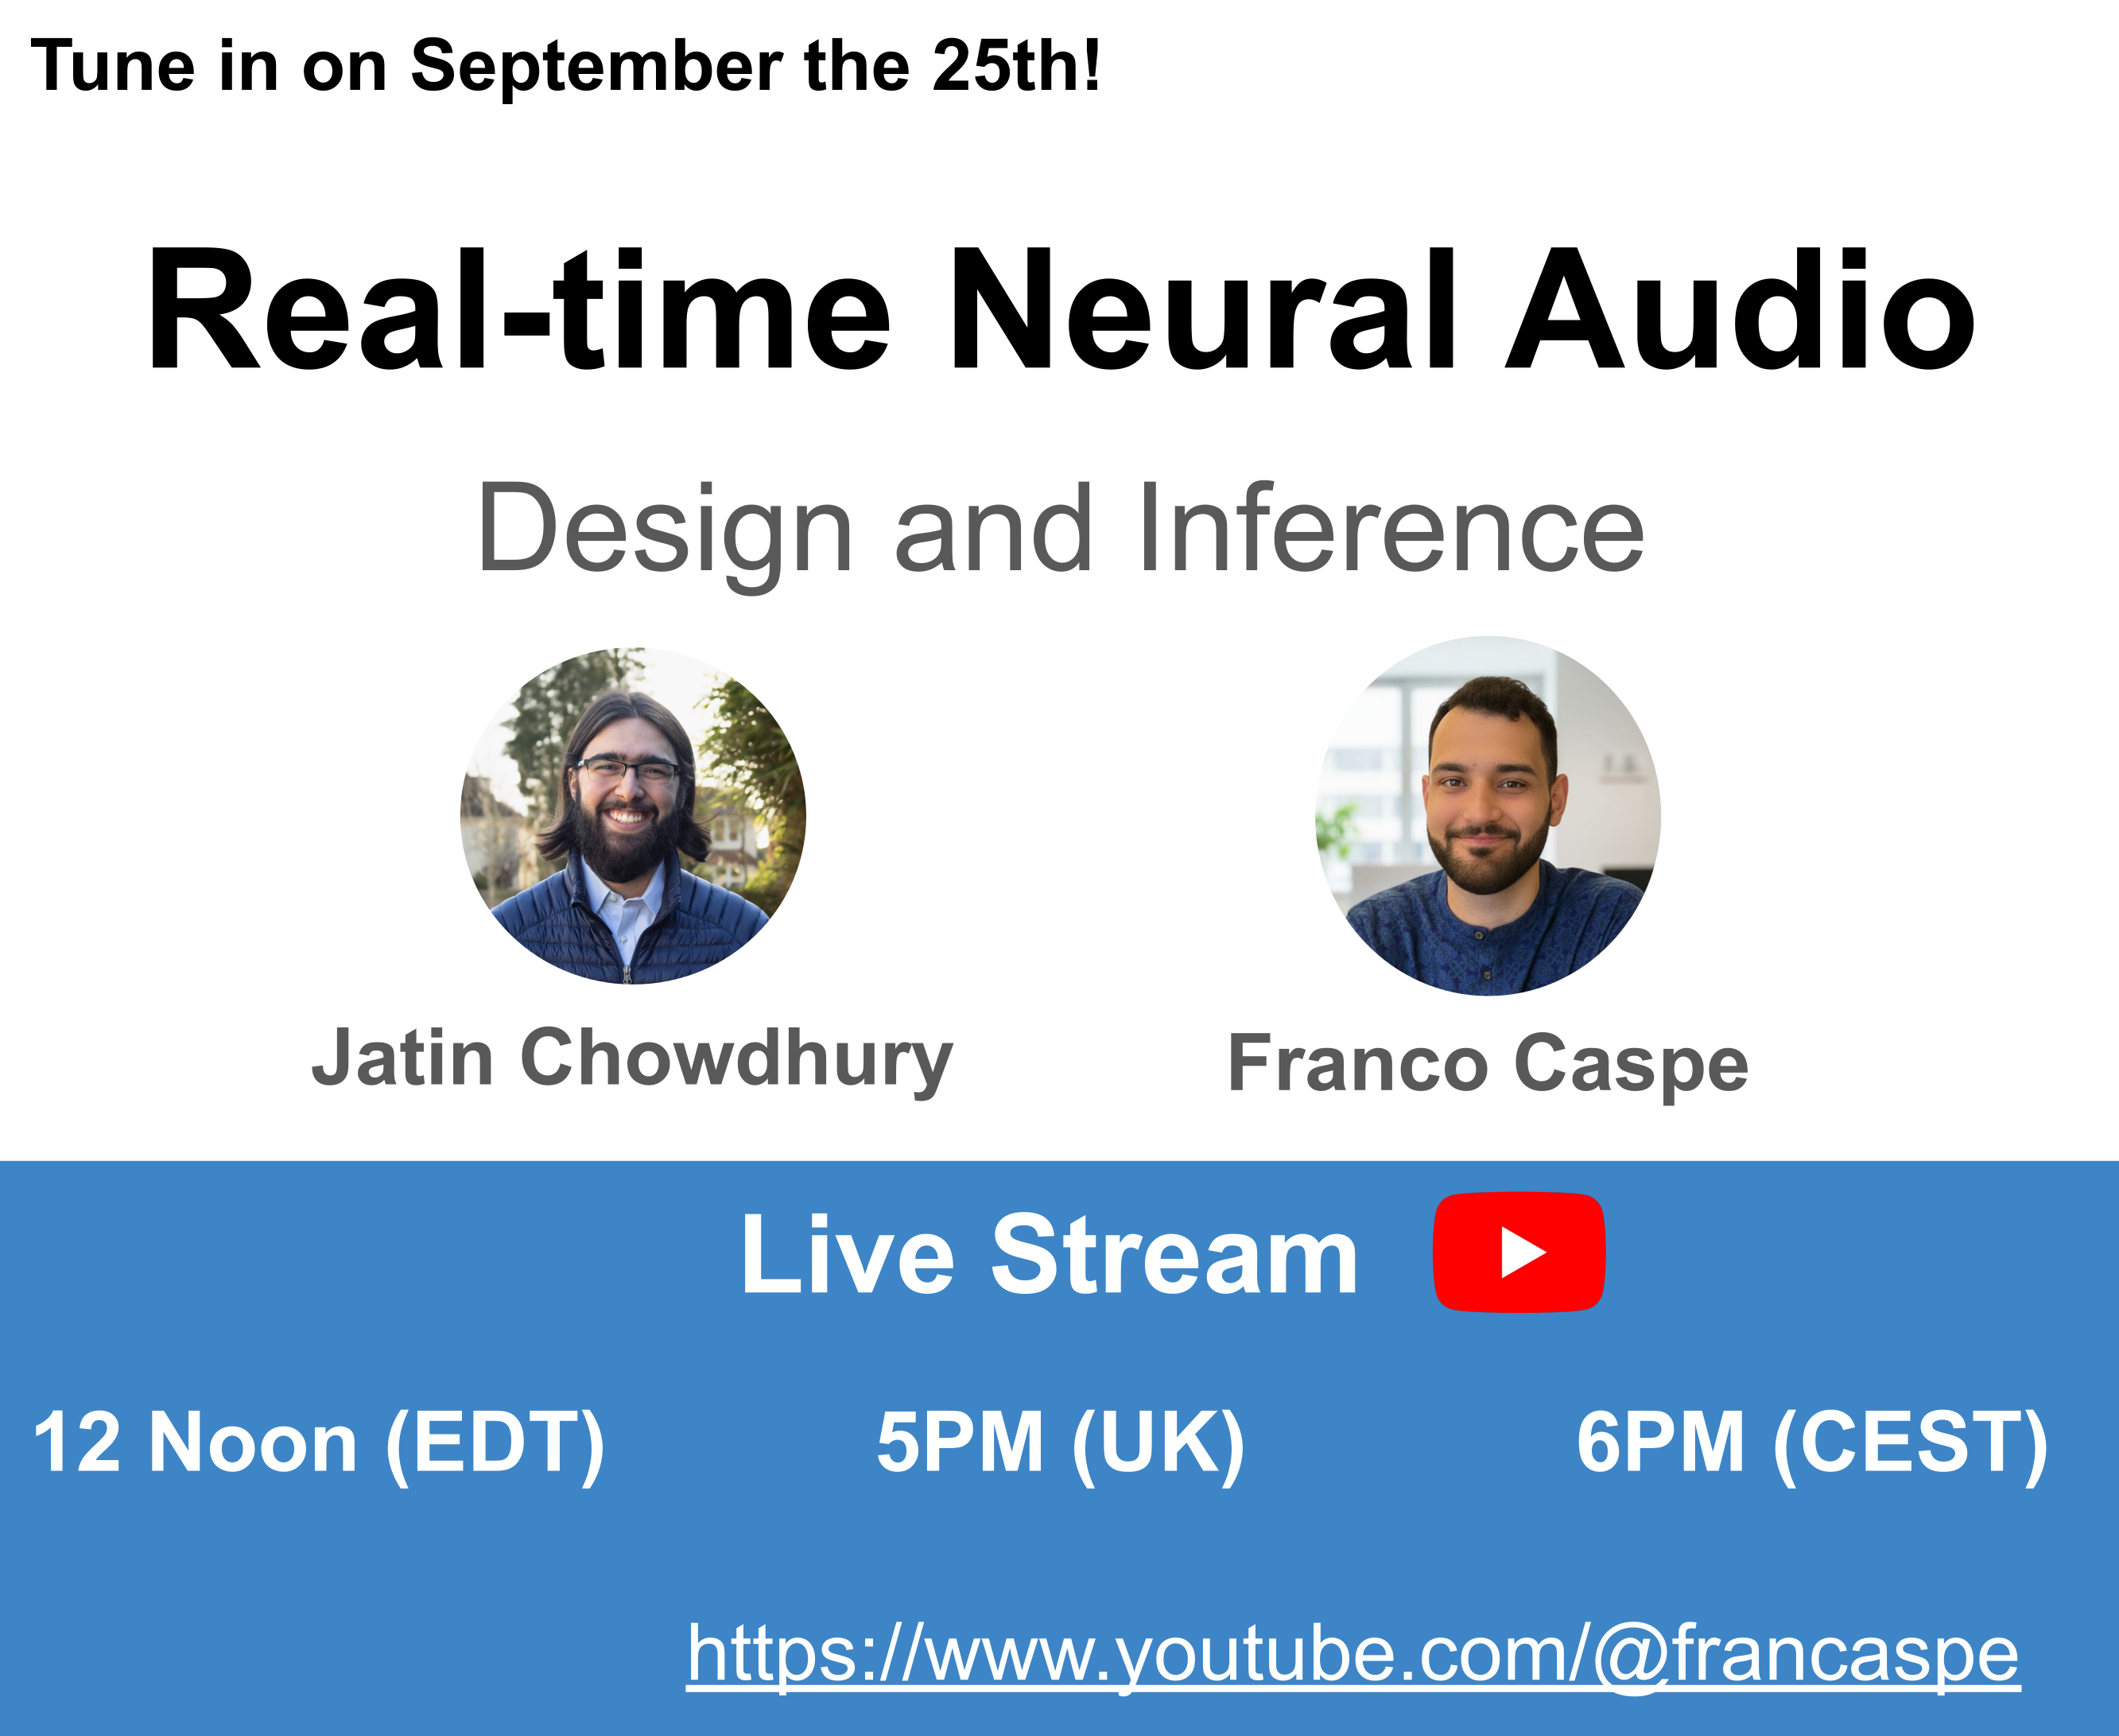 Tune in on September the 25th!
Real-time Neural Audio
Design and Inference
Jatin Chowdhury
Franco Caspe
Live Stream
12 Noon (EDT)
5PM (UK)
6PM (CEST)
https://www.youtube.com/@francaspe